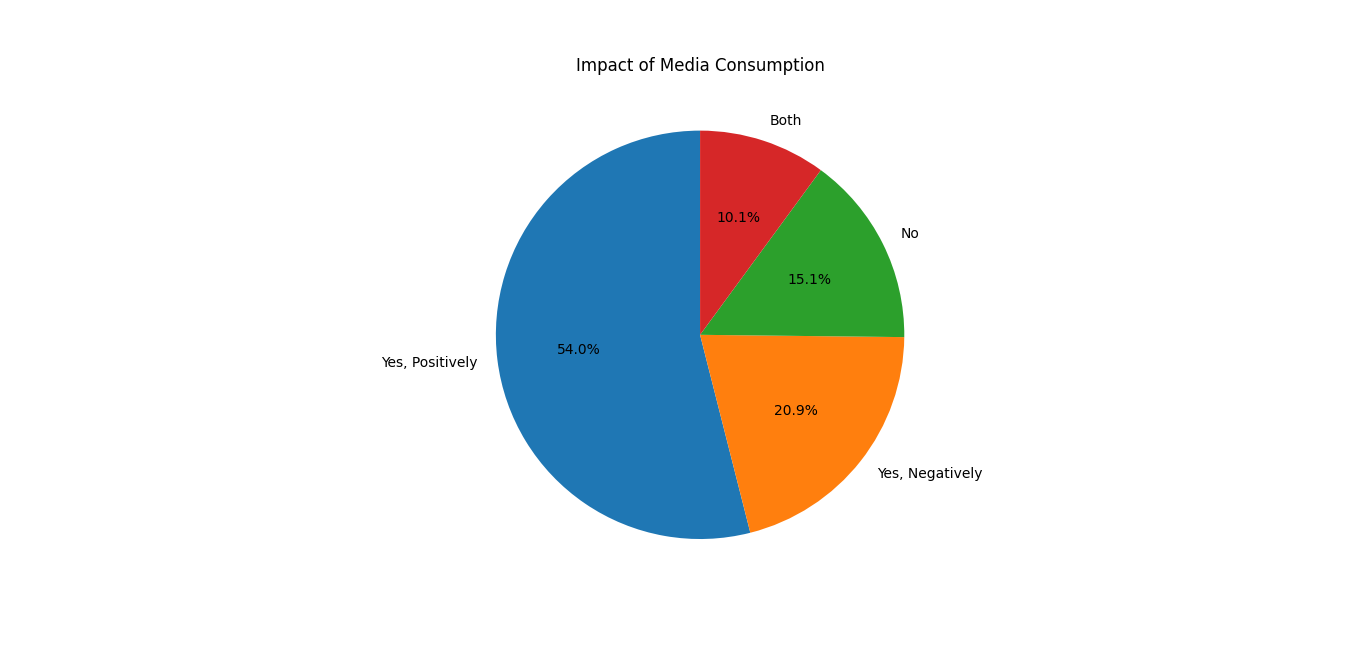 Impact of Media Consumption
Both
10.1%
No
15.1%
Yes, Positively
54.0%
20.9%
Yes, Negatively